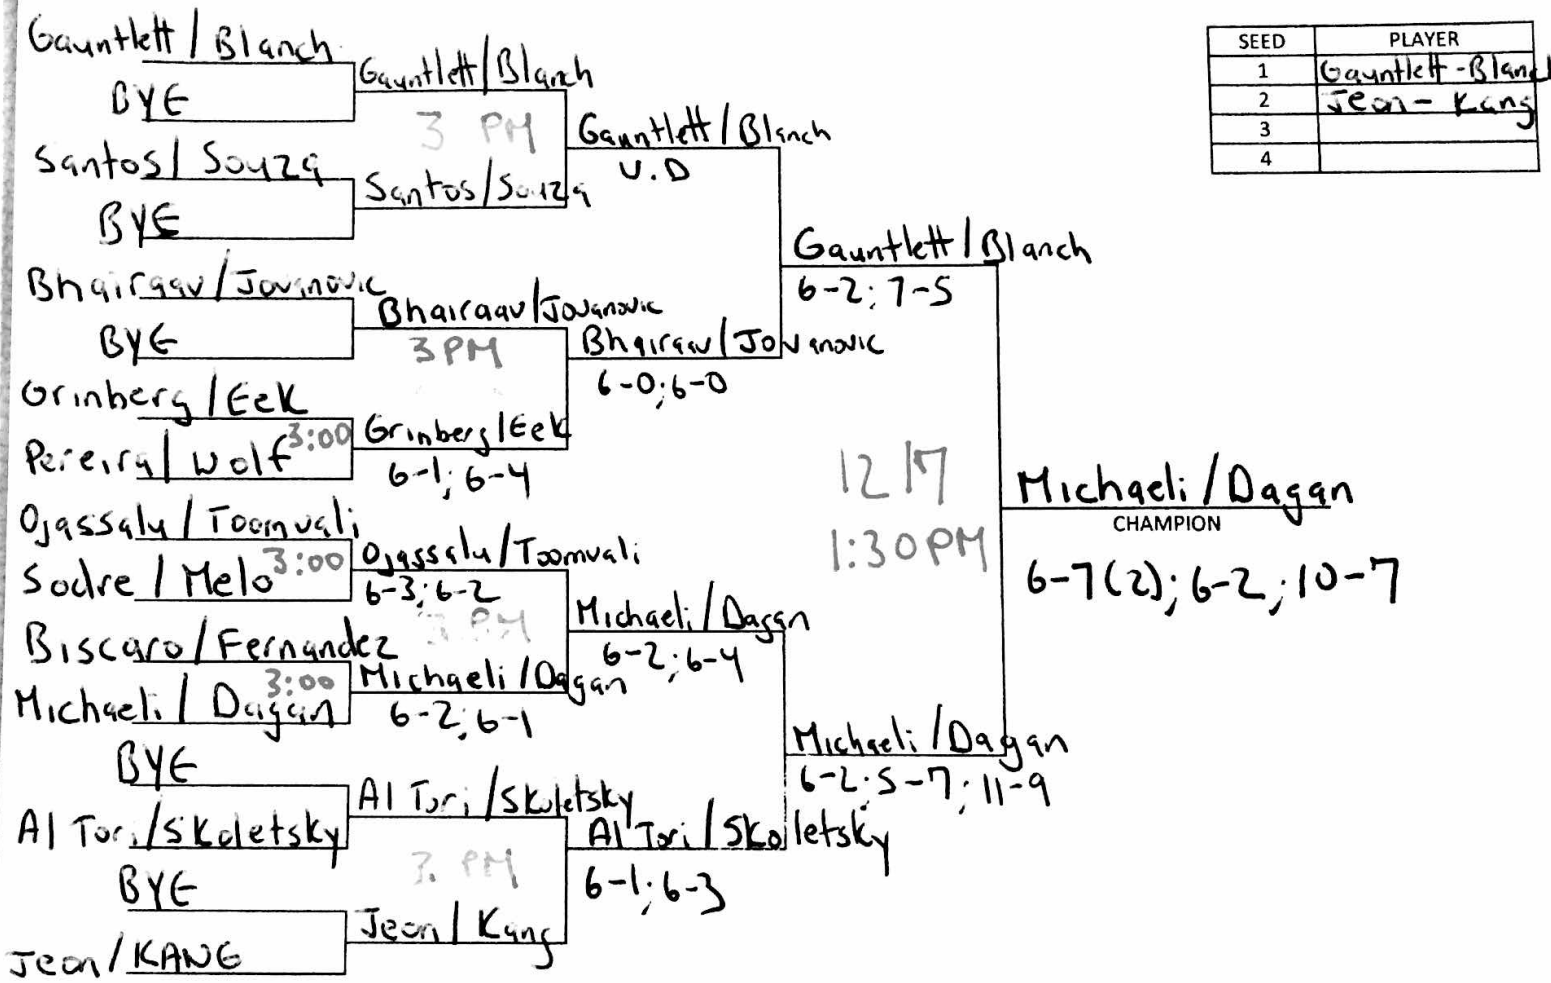 Gauntlett / Blanch
BYE
Santos / Souza
BYE
Bhairaav / Jovanovic
BYE
Grinberg / Eek
Pereira / Wolf 3:00
Ojassalu / Toomvali
Sodre / Melo 3:00
Biscaro / Fernandez
Michaeli / Dagan 3:00
BYE
Al Tori / Skoletsky
BYE
Jeon / KANG
Gauntlett / Blanch
3 PM
Santos / Souza
Bhairaav / Jovanovic
3 PM
Grinberg / Eek
6-1; 6-4
Ojassalu / Toomvali
6-3; 6-2
3 PM
Michaeli / Dagan
6-2; 6-1
Al Tori / Skoletsky
3 PM
Jeon / Kang
Gauntlett / Blanch
U.D
Bhairaav / Jovanovic
6-0; 6-0
Michaeli / Dagan
6-2; 6-4
Al Tori / Skoletsky
6-1; 6-3
Gauntlett / Blanch
6-2; 7-5
12/7
1:30 PM
Michaeli / Dagan
6-2; 5-7; 11-9
Michaeli / Dagan
CHAMPION
6-7(2); 6-2; 10-7
SEED PLAYER
1 Gauntlett - Blanch
2 Jeon - Kang
3
4